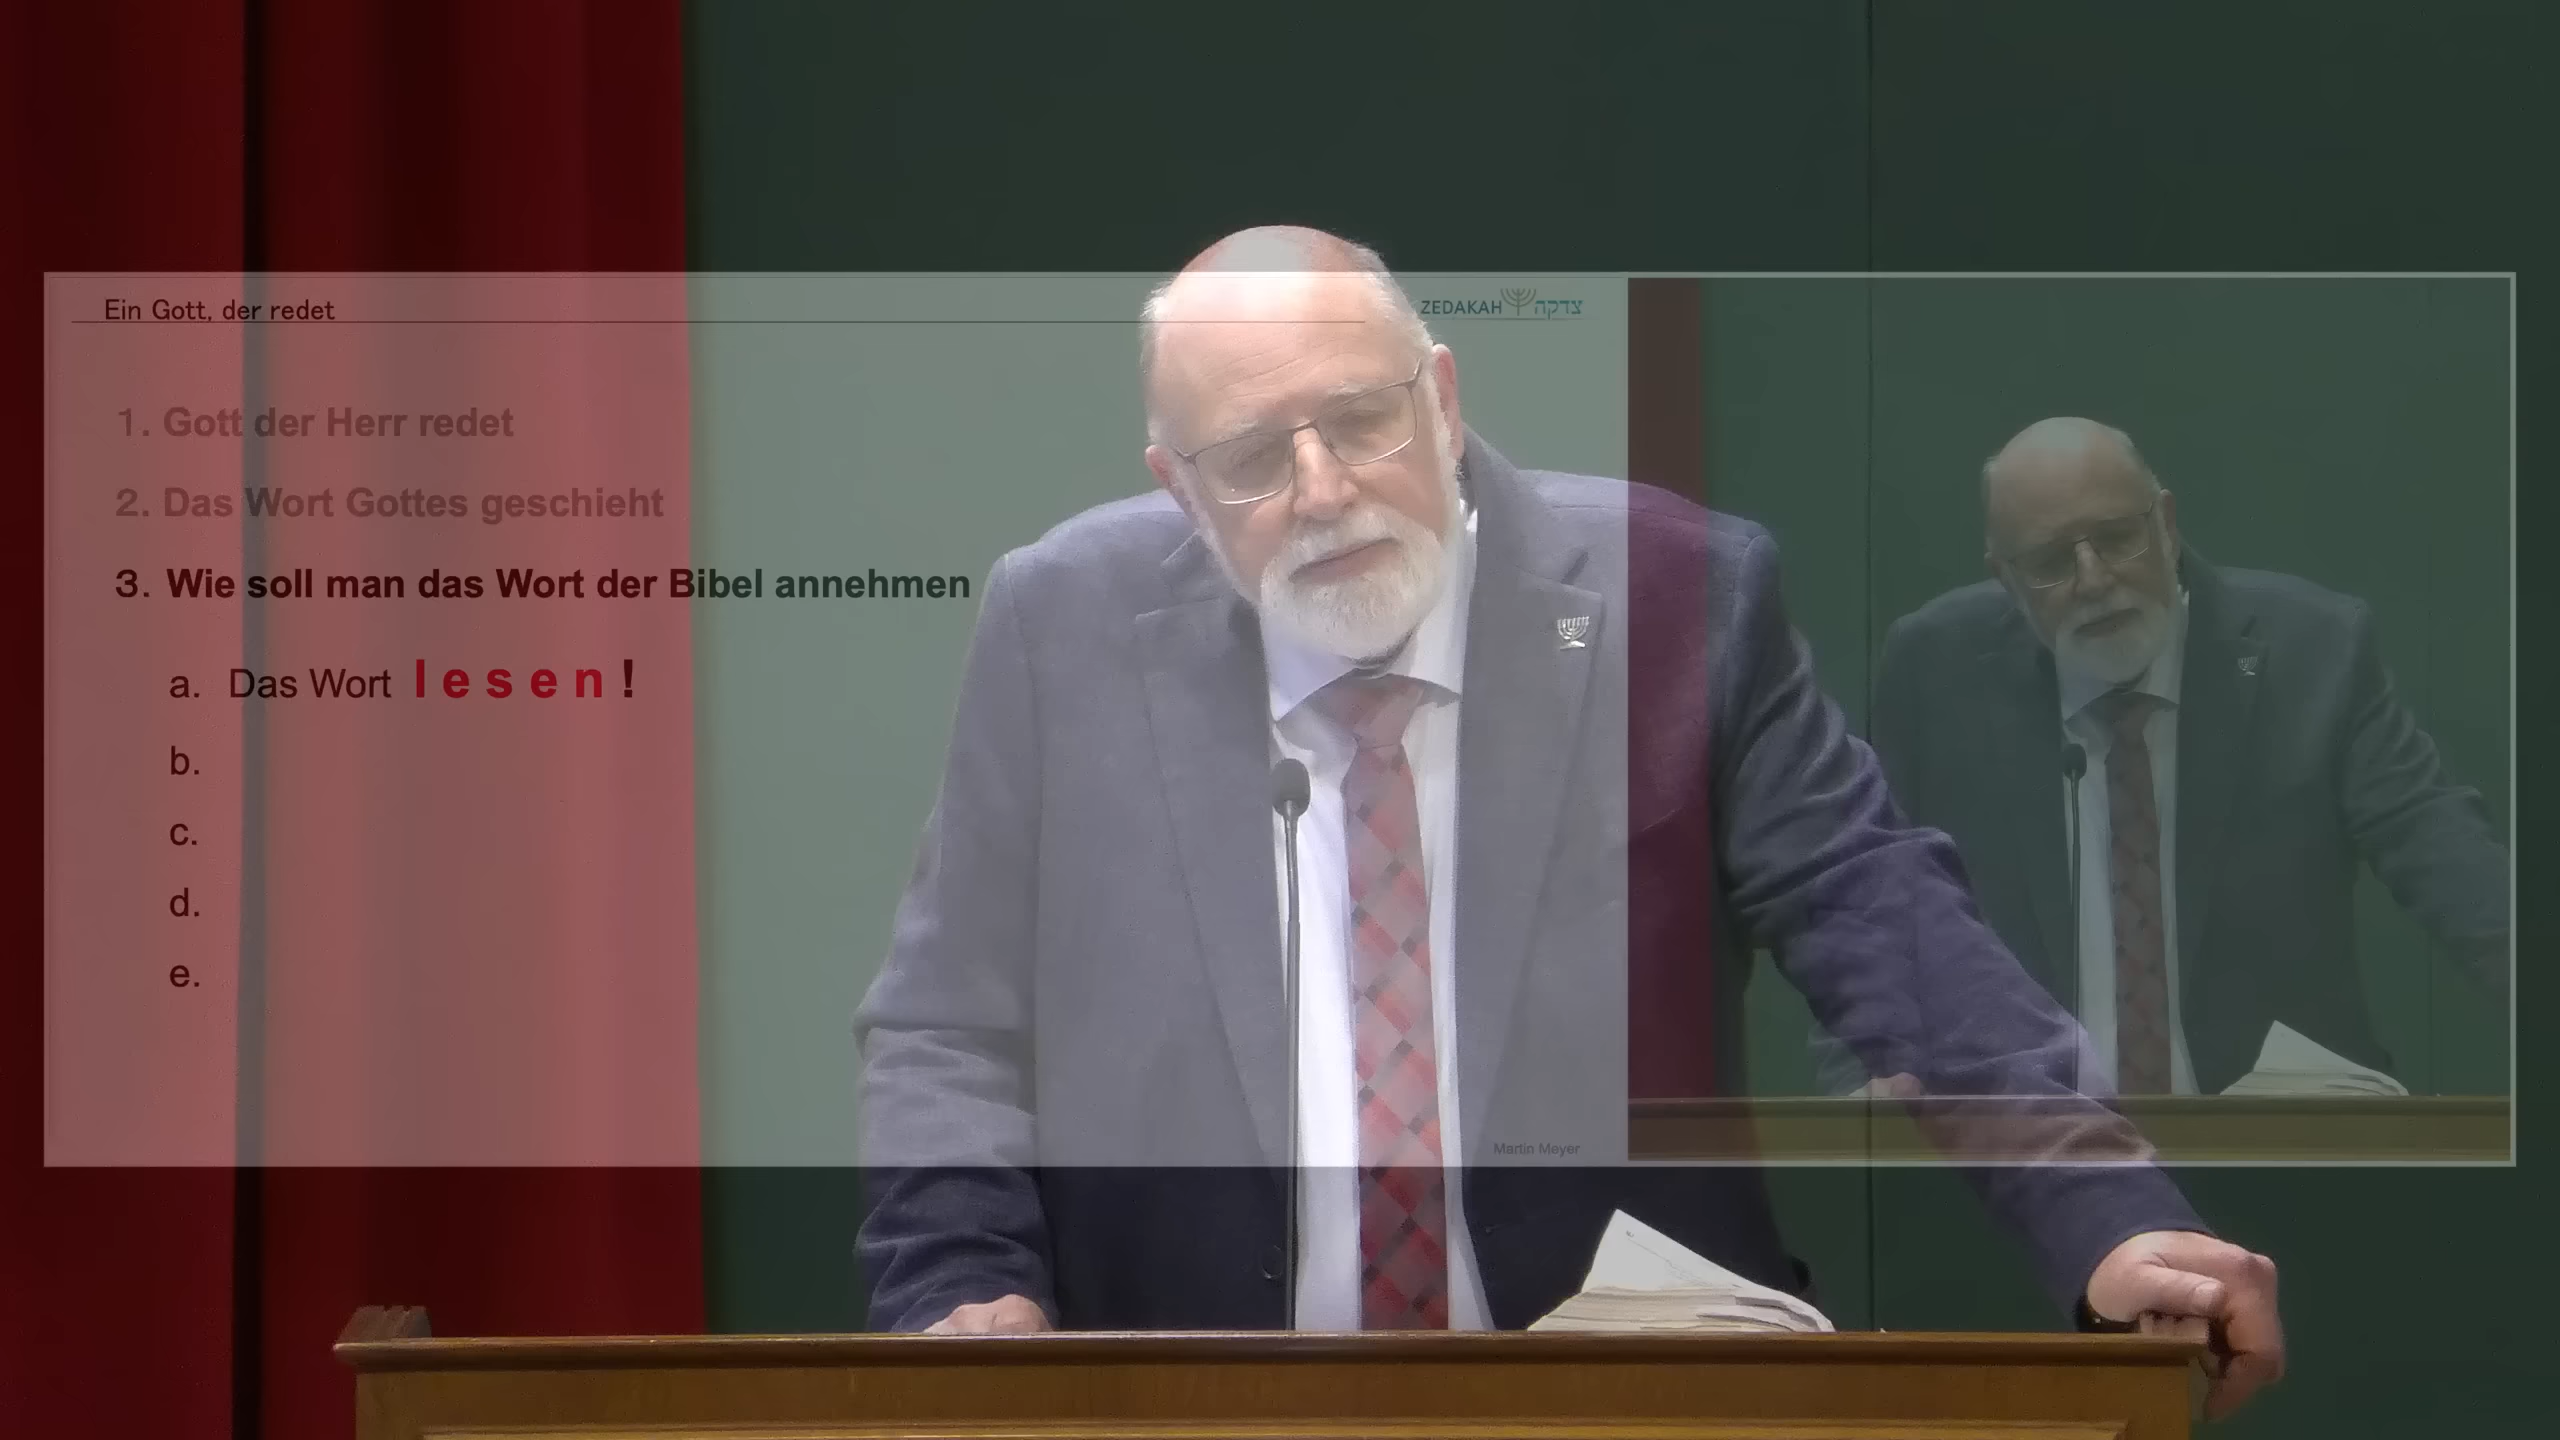 Ein Gott, der redet
ZEDAKAH צדקה
1. Gott der Herr redet
2. Das Wort Gottes geschieht
3. Wie soll man das Wort der Bibel annehmen
a. Das Wort lesen!
b.
c.
d.
e.
Martin Meyer